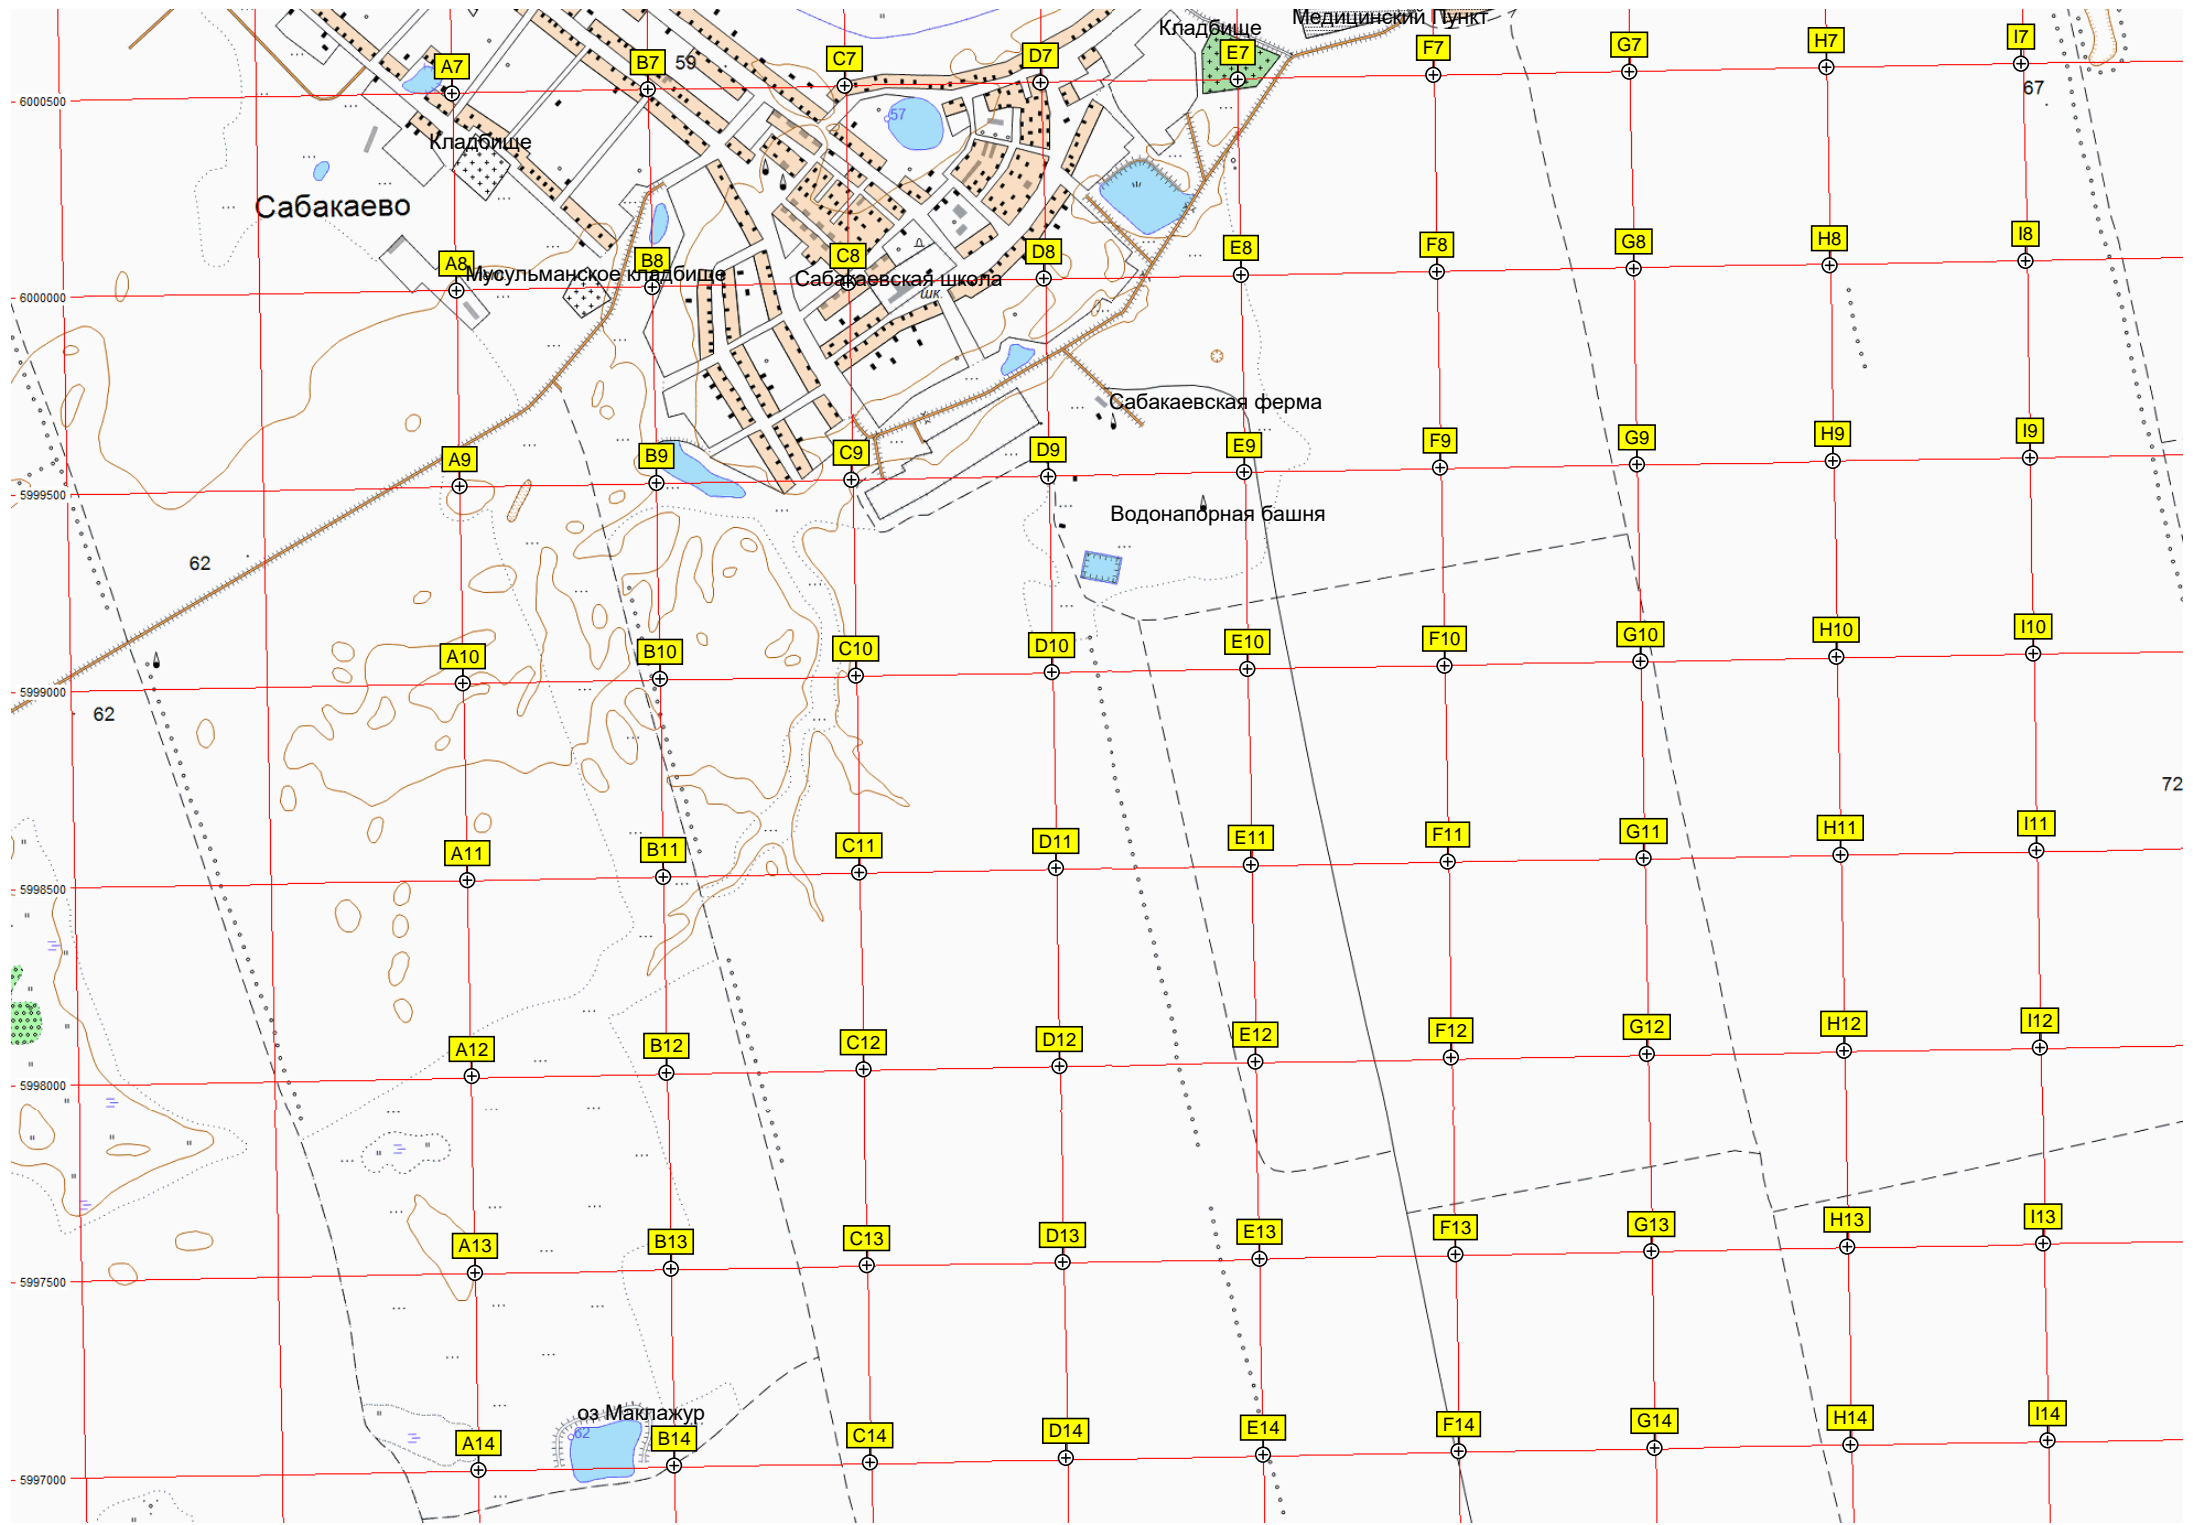 Медицинский Пункт
Кладбище
A7 B7 59 C7 D7 E7 F7 G7 H7 I7
6000500
67
57
Кладбище
Сабакаево
A8 B8 C8 D8 E8 F8 G8 H8 I8
Мусульманское кладбище
Сабакаевская школа
шк.
6000000
Сабакаевская ферма
A9 B9 C9 D9 E9 F9 G9 H9 I9
5999500
Водонапорная башня
62
A10 B10 C10 D10 E10 F10 G10 H10 I10
5999000
62
72
A11 B11 C11 D11 E11 F11 G11 H11 I11
5998500
A12 B12 C12 D12 E12 F12 G12 H12 I12
5998000
A13 B13 C13 D13 E13 F13 G13 H13 I13
5997500
оз Маклажур
62
A14 B14 C14 D14 E14 F14 G14 H14 I14
5997000